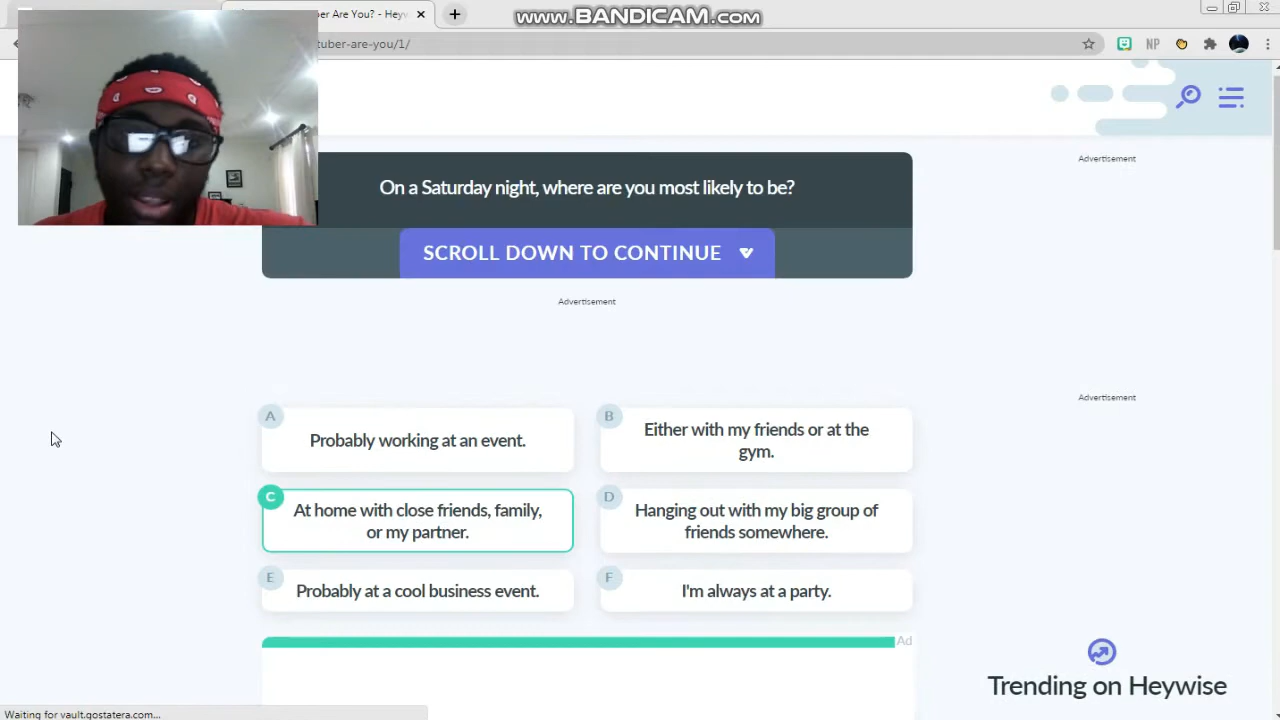 www.BANDICAM.com
ber Are You? - Heyw
tuber-are-you/1/
NP
On a Saturday night, where are you most likely to be?
SCROLL DOWN TO CONTINUE
Advertisement
Advertisement
Advertisement
A
Probably working at an event.
B
Either with my friends or at the
gym.
C
At home with close friends, family,
or my partner.
D
Hanging out with my big group of
friends somewhere.
E
Probably at a cool business event.
F
I'm always at a party.
Ad
Trending on Heywise
Waiting for vault.gostatera.com...